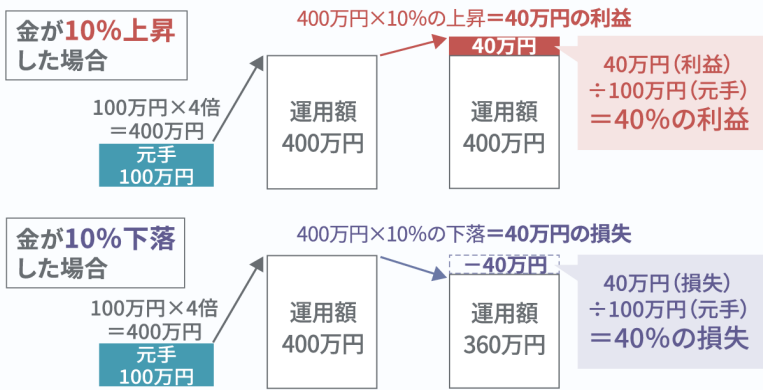 金が10%上昇
した場合
400万円×10%の上昇＝40万円の利益
100万円×4倍
＝400万円
元手
100万円
運用額
400万円
40万円
運用額
400万円
40万円（利益）
÷100万円（元手）
＝40%の利益
金が10%下落
した場合
400万円×10%の下落＝40万円の損失
100万円×4倍
＝400万円
元手
100万円
運用額
400万円
－40万円
運用額
360万円
40万円（損失）
÷100万円（元手）
＝40%の損失